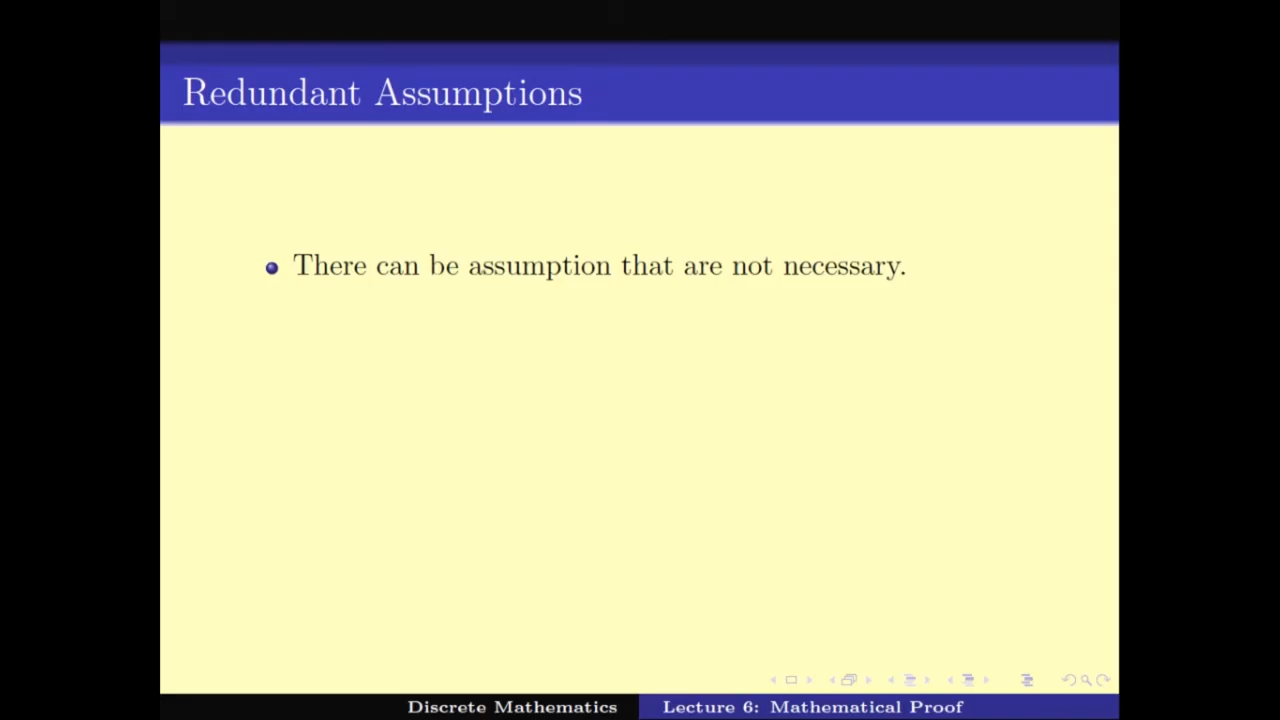 Redundant Assumptions
There can be assumption that are not necessary.
Discrete Mathematics
Lecture 6: Mathematical Proof